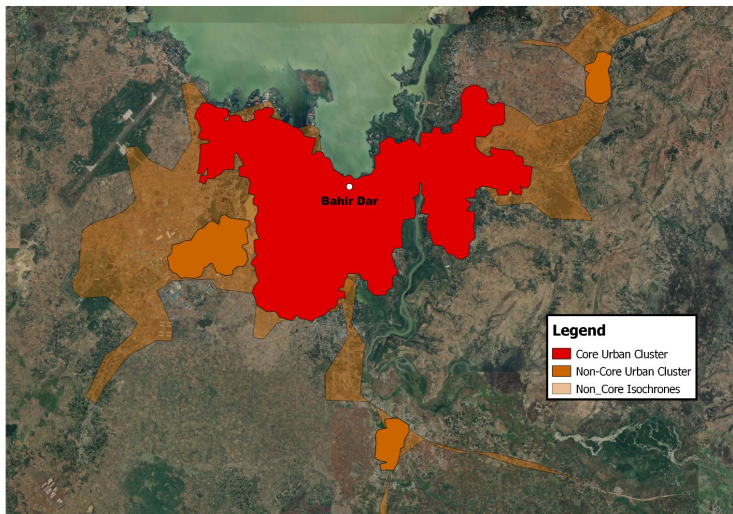 Bahir Dar
Legend
Core Urban Cluster
Non-Core Urban Cluster
Non_Core Isochrones